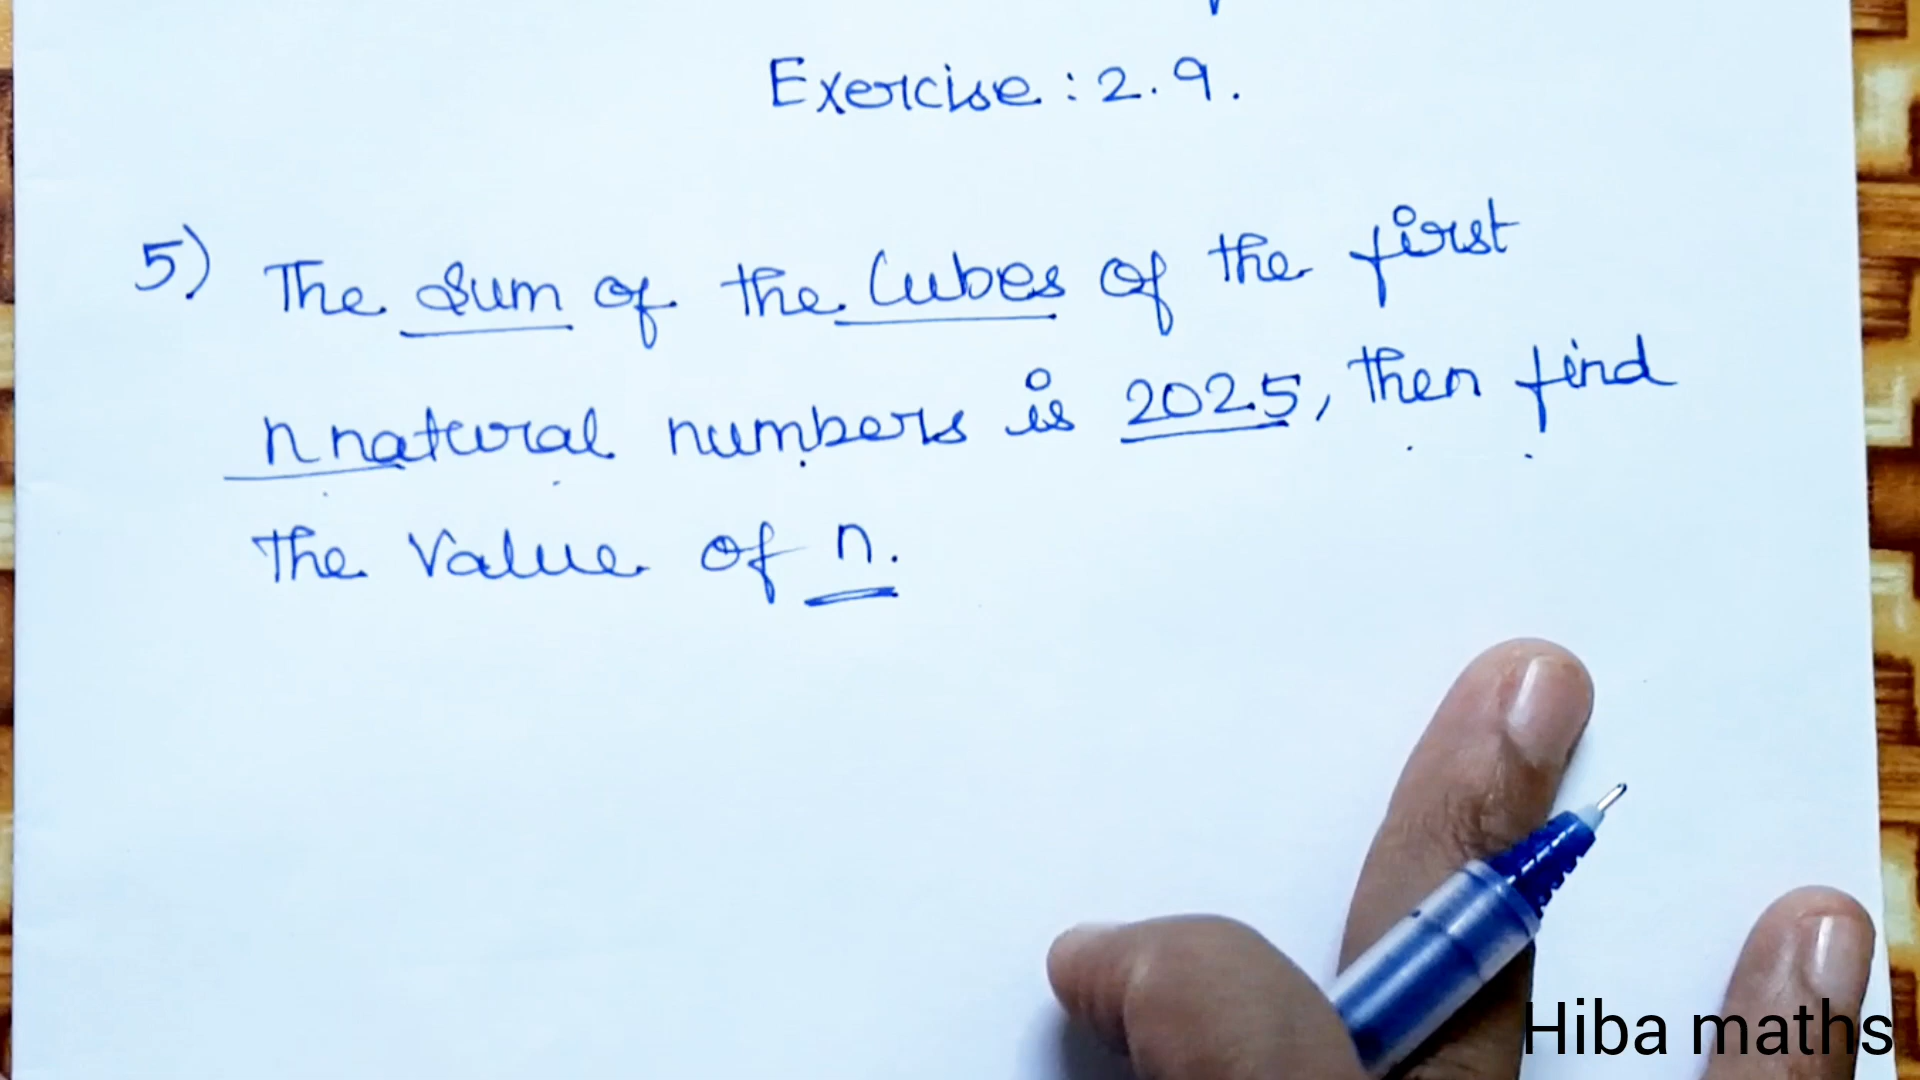 Exercise : 2.9.
5) The Sum of the Cubes of the first
n natural numbers is 2025, then find
the Value of n.
Hiba maths